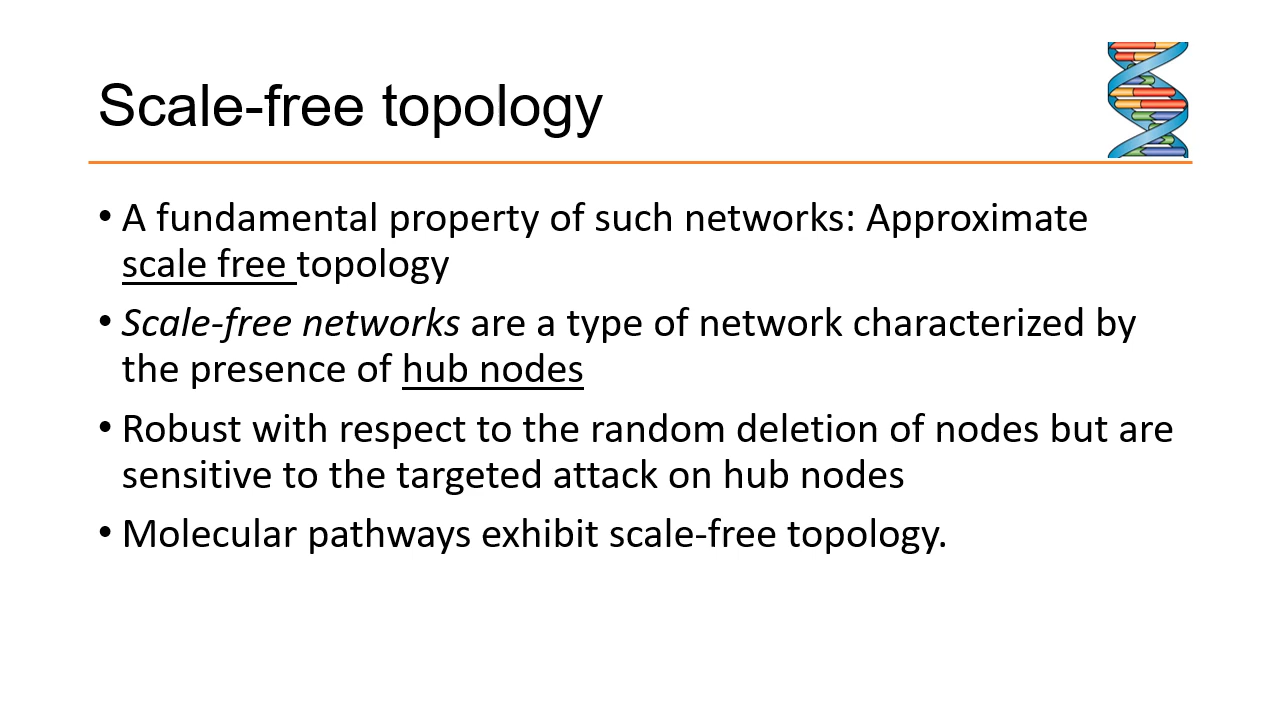 Scale-free topology
• A fundamental property of such networks: Approximate
scale free topology
• Scale-free networks are a type of network characterized by
the presence of hub nodes
• Robust with respect to the random deletion of nodes but are
sensitive to the targeted attack on hub nodes
• Molecular pathways exhibit scale-free topology.